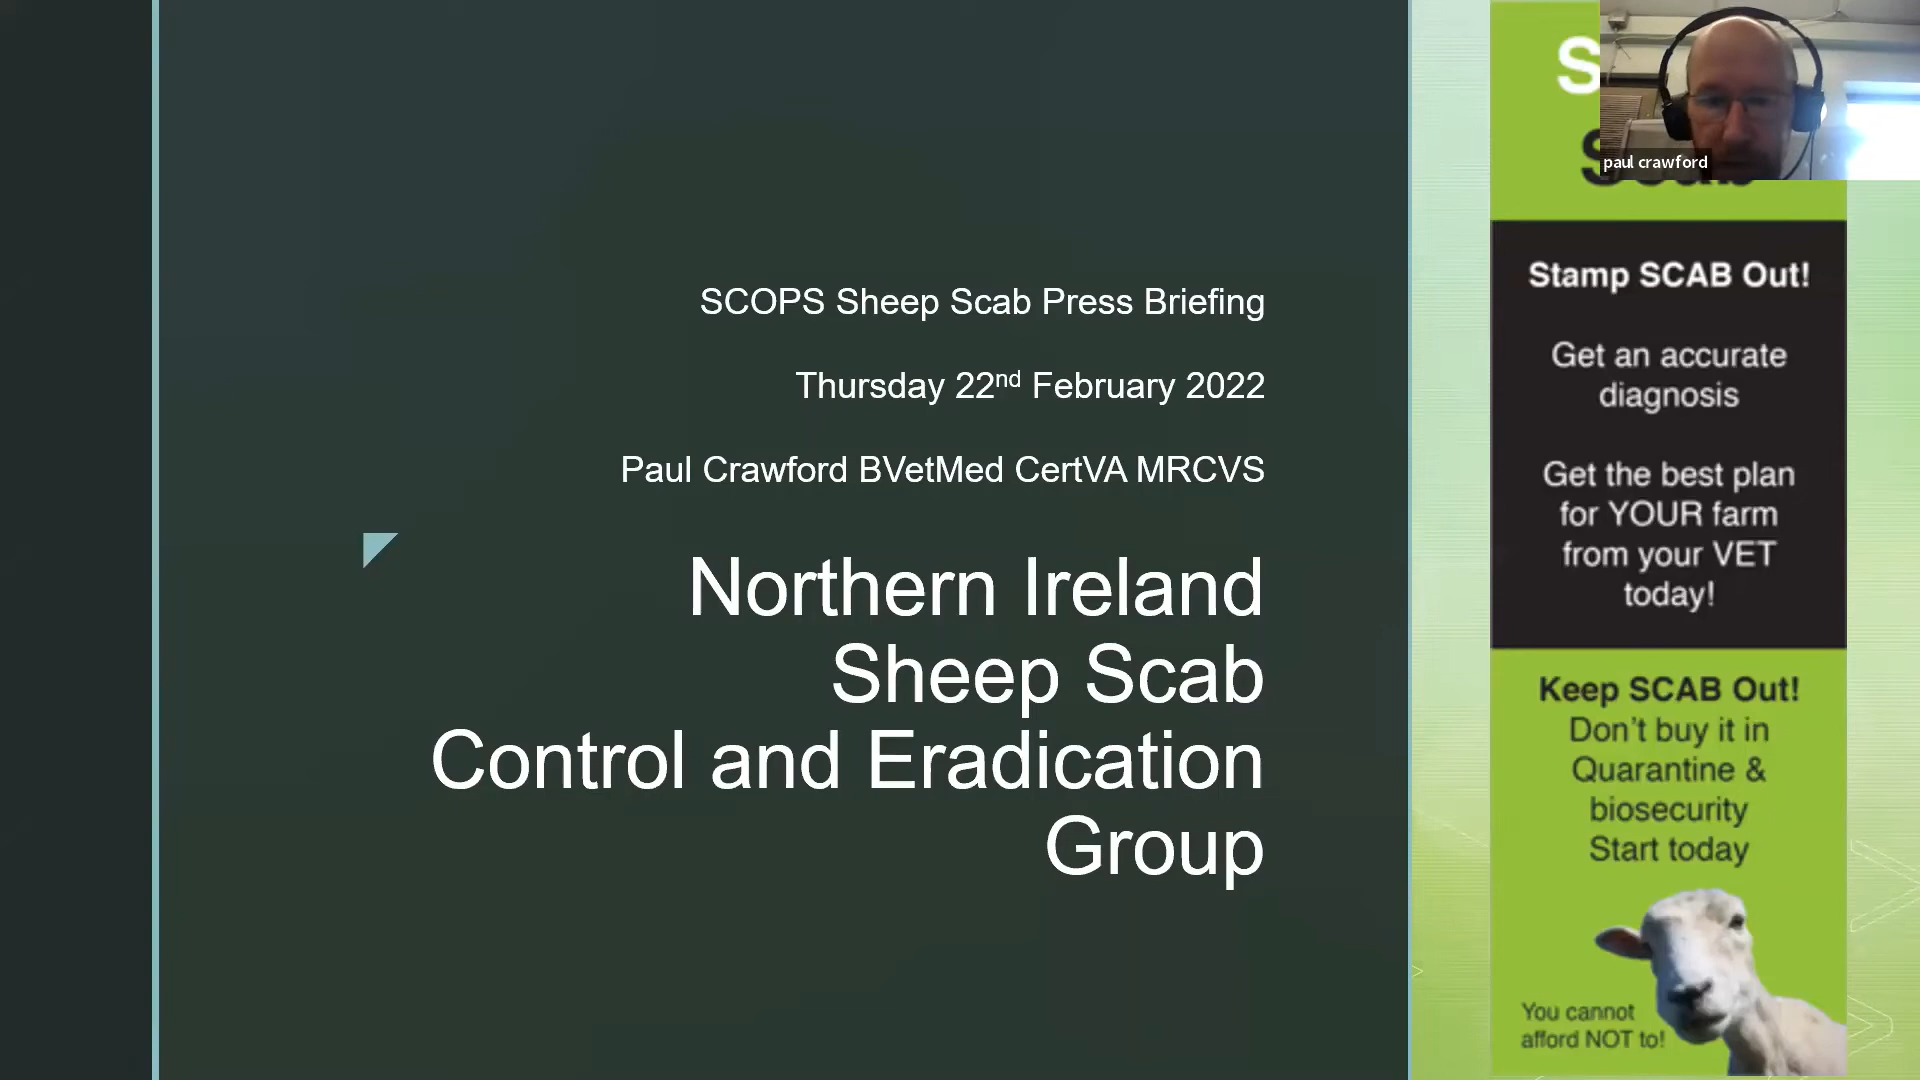 SCOPS Sheep Scab Press Briefing
Thursday 22nd February 2022
Paul Crawford BVetMed CertVA MRCVS
Northern Ireland
Sheep Scab
Control and Eradication
Group
paul crawford
Stamp SCAB Out!
Get an accurate
diagnosis
Get the best plan
for YOUR farm
from your VET
today!
Keep SCAB Out!
Don't buy it in
Quarantine &
biosecurity
Start today
You cannot
afford NOT to!